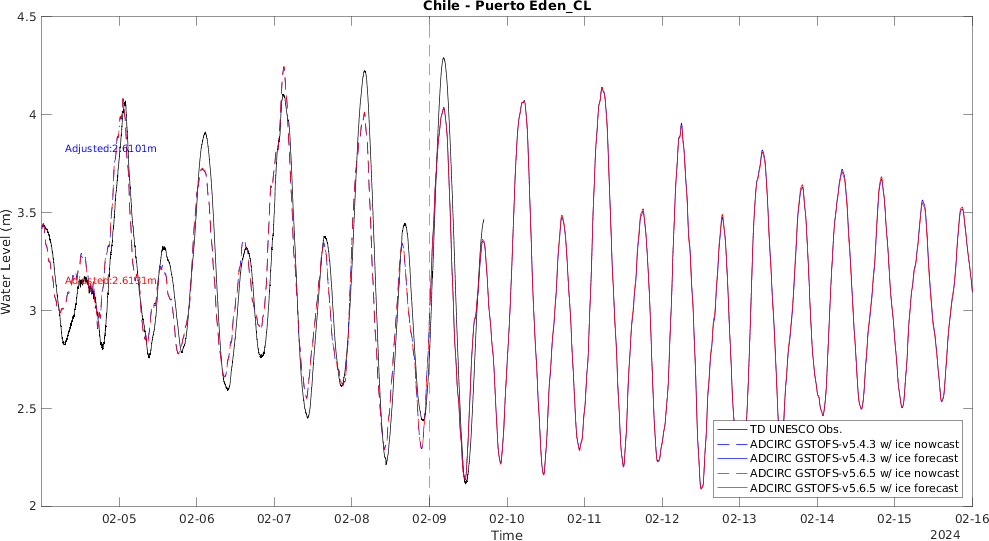 Chile - Puerto Eden_CL
4.5
4
3.5
3
2.5
2
Water Level (m)
Adjusted:2.6101m
Adjusted:2.6131m
TD UNESCO Obs.
ADCIRC GSTOFS-v5.4.3 w/ ice nowcast
ADCIRC GSTOFS-v5.4.3 w/ ice forecast
ADCIRC GSTOFS-v5.6.5 w/ ice nowcast
ADCIRC GSTOFS-v5.6.5 w/ ice forecast
02-05 02-06 02-07 02-08 02-09 02-10 02-11 02-12 02-13 02-14 02-15 02-16
Time
2024